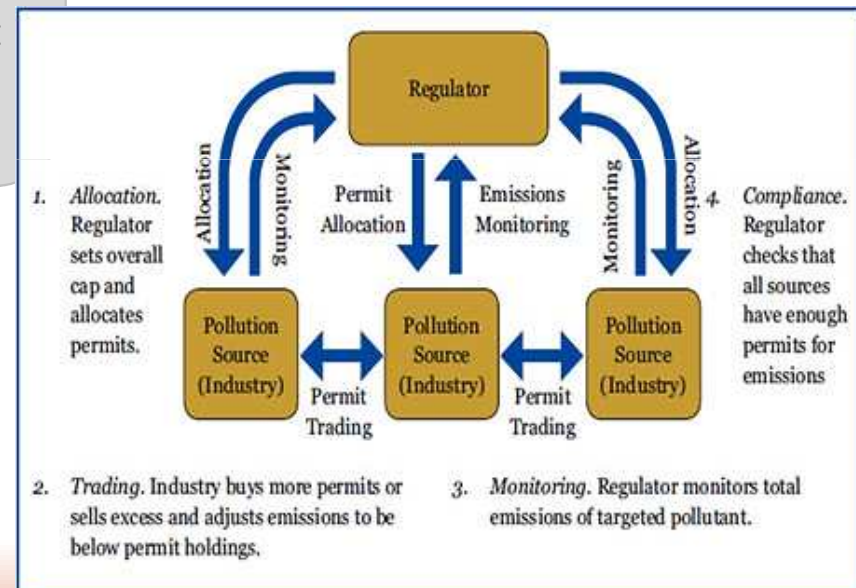 Regulator
Allocation
Monitoring
Permit
Allocation
Emissions
Monitoring
Monitoring
Allocation
1. Allocation.
Regulator
sets overall
cap and
allocates
permits.
4. Compliance.
Regulator
checks that
all sources
have enough
permits for
emissions
Pollution
Source
(Industry)
Pollution
Source
(Industry)
Pollution
Source
(Industry)
Permit
Trading
Permit
Trading
2. Trading. Industry buys more permits or
sells excess and adjusts emissions to be
below permit holdings.
3. Monitoring. Regulator monitors total
emissions of targeted pollutant.